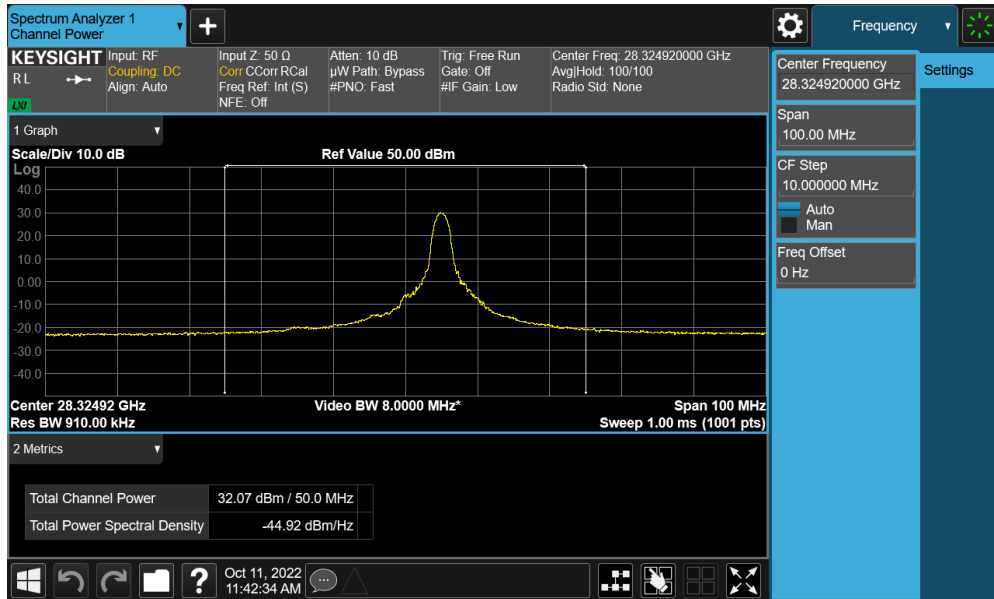 Spectrum Analyzer 1
Channel Power
+
Frequency
KEYSIGHT
R L
LXI
Input: RF
Coupling: DC
Align: Auto
Input Z: 50 Ω
Corr CCorr RCal
Freq Ref: Int (S)
NFE: Off
Atten: 10 dB
µW Path: Bypass
#PNO: Fast
Trig: Free Run
Gate: Off
#IF Gain: Low
Center Freq: 28.324920000 GHz
Avg|Hold: 100/100
Radio Std: None
Center Frequency
28.324920000 GHz
Settings
Span
100.00 MHz
CF Step
10.000000 MHz
Auto
Man
Freq Offset
0 Hz
1 Graph
Scale/Div 10.0 dB
Ref Value 50.00 dBm
Log
40.0
30.0
20.0
10.0
0.00
-10.0
-20.0
-30.0
-40.0
Center 28.32492 GHz
Video BW 8.0000 MHz*
Span 100 MHz
Res BW 910.00 kHz
Sweep 1.00 ms (1001 pts)
2 Metrics
Total Channel Power 32.07 dBm / 50.0 MHz
Total Power Spectral Density -44.92 dBm/Hz
?
Oct 11, 2022
11:42:34 AM